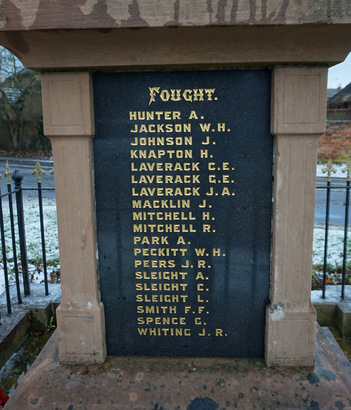 FOUGHT.
HUNTER A.
JACKSON W.H.
JOHNSON J.
KNAPTON H.
LAVERACK C.E.
LAVERACK G.E.
LAVERACK J.A.
MACKLIN J.
MITCHELL H.
MITCHELL R.
PARK A.
PECKITT W.H.
PEERS J.R.
SLEIGHT A.
SLEIGHT C.
SLEIGHT L.
SMITH F.F.
SPENCE G.
WHITING J.R.